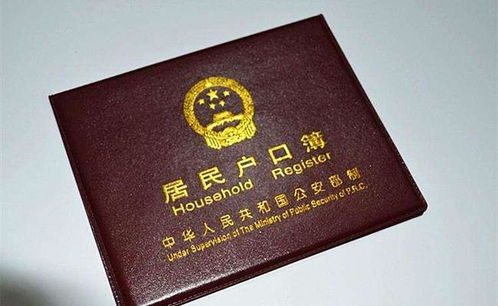 居民户口簿
Household Register
中华人民共和国公安部制
Under Supervision of The Ministry of Public Security of P.R.C.